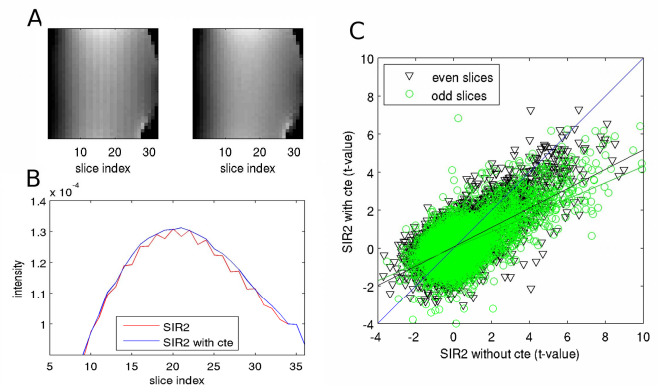 A
10 20 30
slice index
10 20 30
slice index
B
x 10^-4
1.4
1.3
1.2
1.1
1
intensity
SIR2
SIR2 with cte
5 10 15 20 25 30 35
slice index
C
10
8
6
4
2
0
-2
-4
SIR2 with cte (t-value)
even slices
odd slices
-4 -2 0 2 4 6 8 10
SIR2 without cte (t-value)